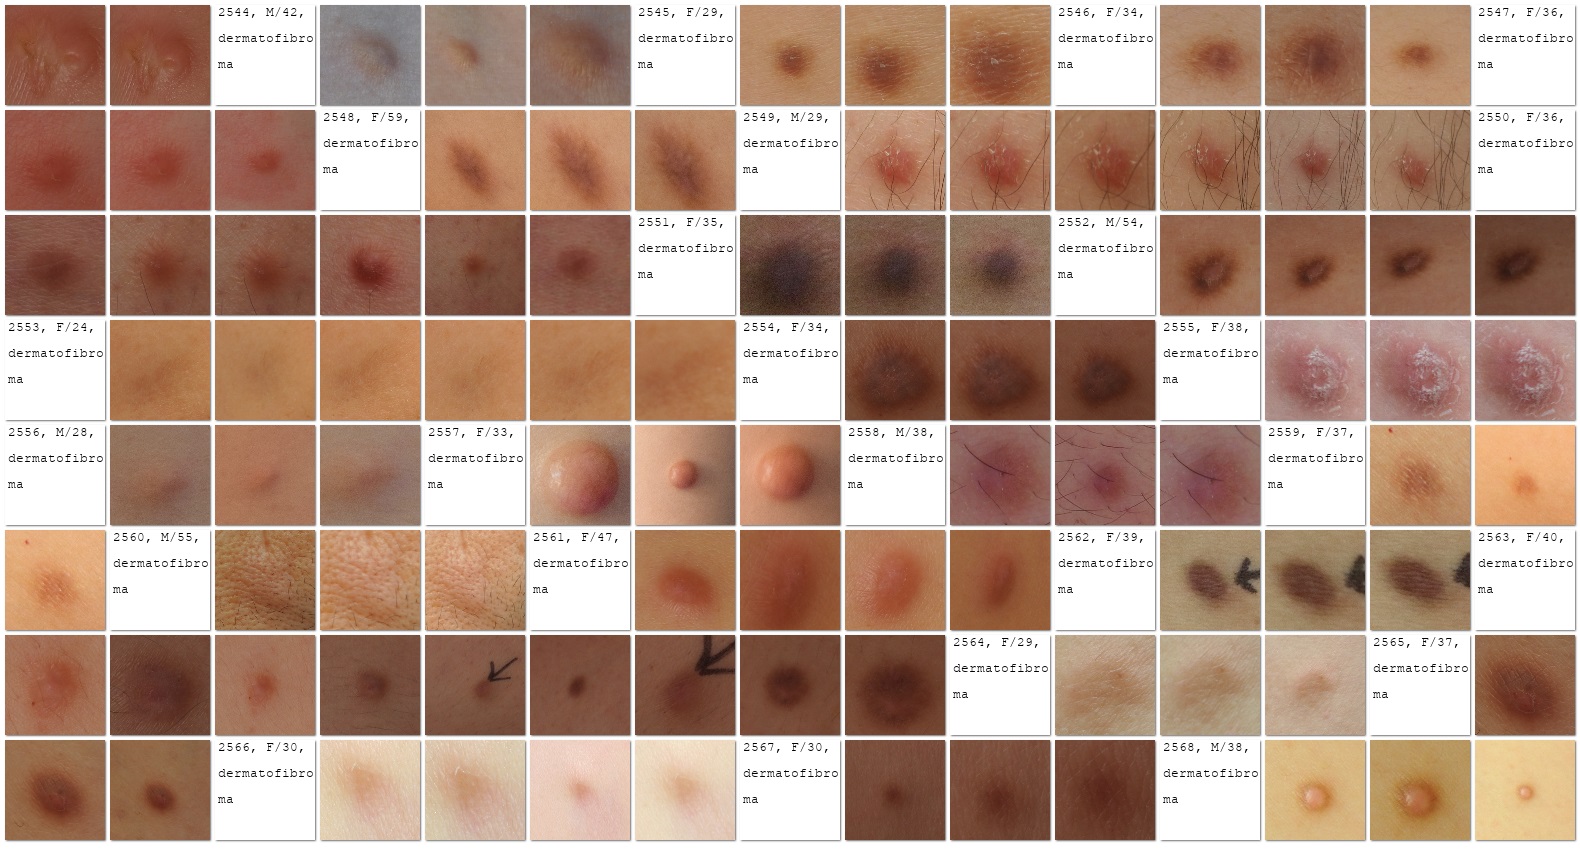 2544, M/42,
dermatofibro
ma
2545, F/29,
dermatofibro
ma
2546, F/34,
dermatofibro
ma
2547, F/36,
dermatofibro
ma
2548, F/59,
dermatofibro
ma
2549, M/29,
dermatofibro
ma
2550, F/36,
dermatofibro
ma
2551, F/35,
dermatofibro
ma
2552, M/54,
dermatofibro
ma
2553, F/24,
dermatofibro
ma
2554, F/34,
dermatofibro
ma
2555, F/38,
dermatofibro
ma
2556, M/28,
dermatofibro
ma
2557, F/33,
dermatofibro
ma
2558, M/38,
dermatofibro
ma
2559, F/37,
dermatofibro
ma
2560, M/55,
dermatofibro
ma
2561, F/47,
dermatofibro
ma
2562, F/39,
dermatofibro
ma
2563, F/40,
dermatofibro
ma
2564, F/29,
dermatofibro
ma
2565, F/37,
dermatofibro
ma
2566, F/30,
dermatofibro
ma
2567, F/30,
dermatofibro
ma
2568, M/38,
dermatofibro
ma